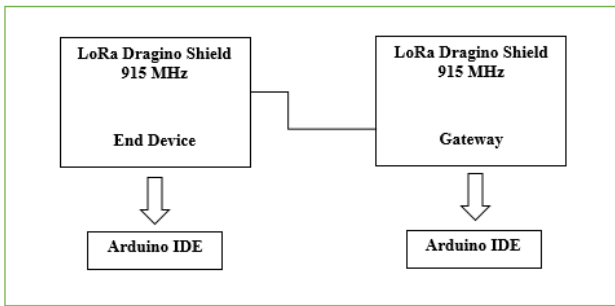 LoRa Dragino Shield
915 MHz
End Device
LoRa Dragino Shield
915 MHz
Gateway
Arduino IDE
Arduino IDE